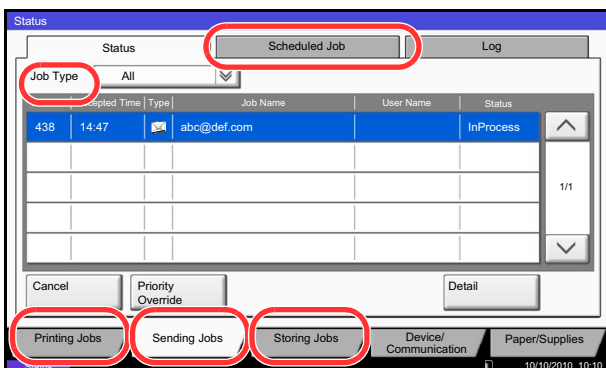 Status
Status Scheduled Job Log
Job Type All
cepted Time Type Job Name User Name Status
438 14:47 abc@def.com InProcess
1/1
Cancel Priority Override Detail
Printing Jobs Sending Jobs Storing Jobs Device/ Communication Paper/Supplies
Status 10/10/2010 10:10